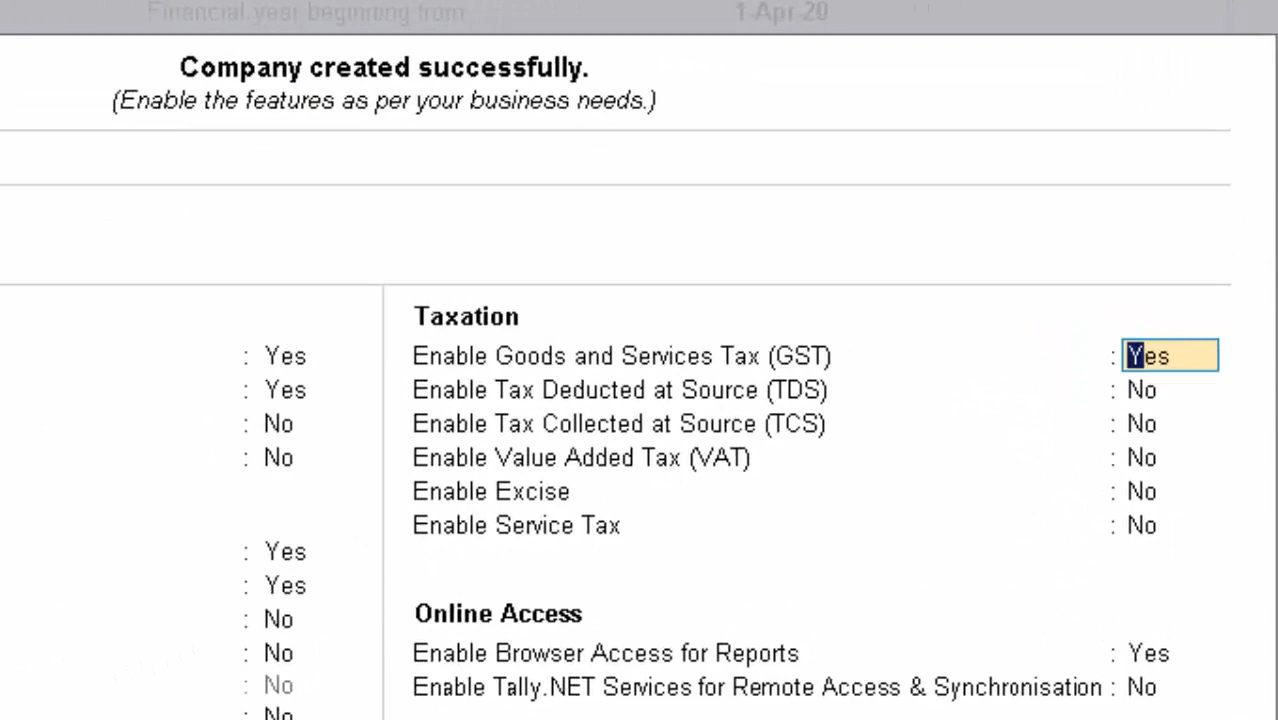 Financial year beginning from 1-Apr-20
Company created successfully.
(Enable the features as per your business needs.)
Taxation
: Yes Enable Goods and Services Tax (GST) : Yes
: Yes Enable Tax Deducted at Source (TDS) : No
: No Enable Tax Collected at Source (TCS) : No
: No Enable Value Added Tax (VAT) : No
Enable Excise : No
Enable Service Tax : No
: Yes
: Yes
: No Online Access
: No Enable Browser Access for Reports : Yes
: No Enable Tally.NET Services for Remote Access & Synchronisation : No
: No